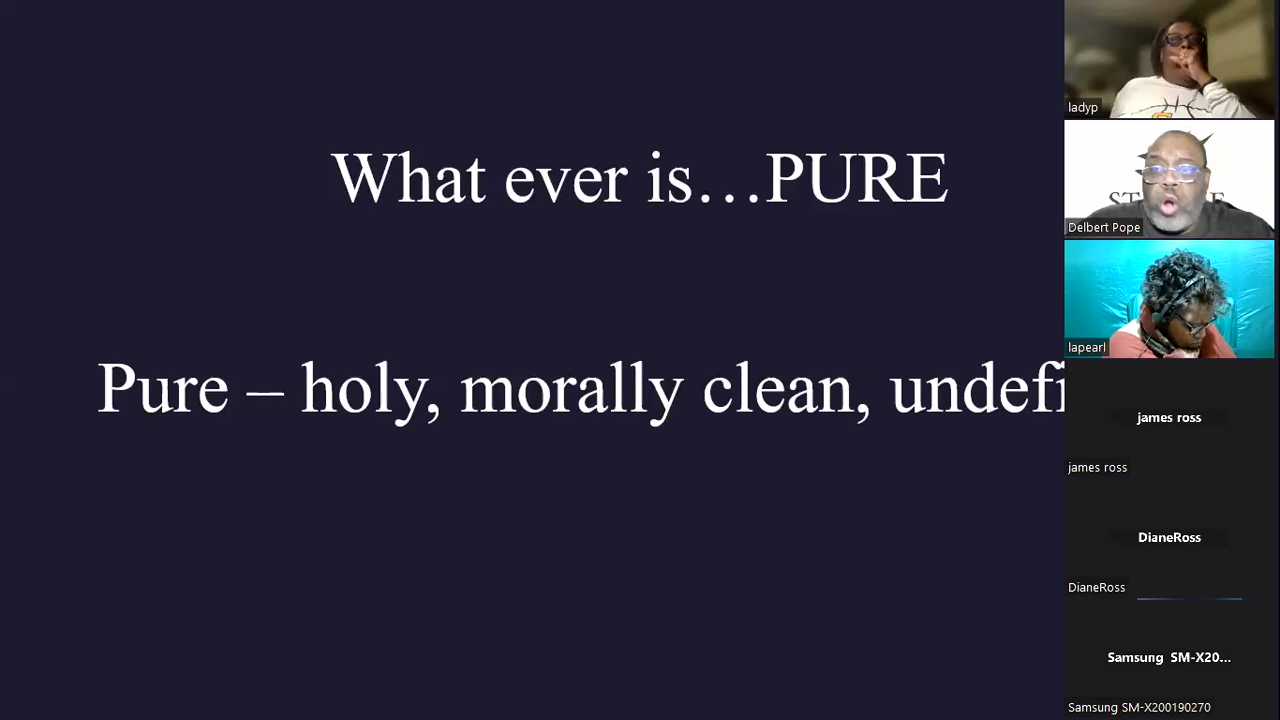 What ever is…PURE
Pure – holy, morally clean, undefi
ladyp
Delbert Pope
lapearl
james ross
james ross
DianeRoss
DianeRoss
Samsung SM-X20...
Samsung SM-X200190270